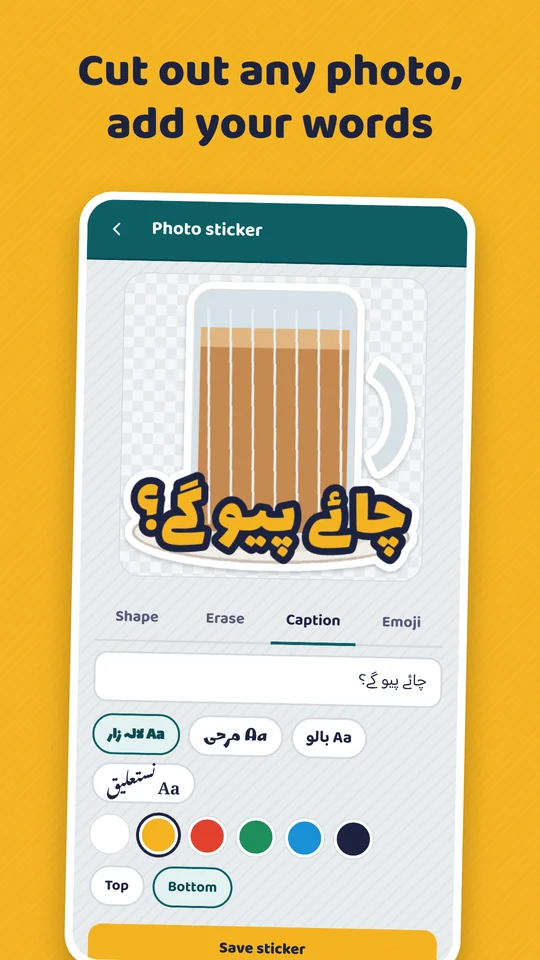 Cut out any photo,
add your words
Photo sticker
چائے پیو گے؟
Shape Erase Caption Emoji
چائے پیو گے؟
لالہ زار Aa
مرحی Aa
بالو Aa
نستعلیق Aa
Top Bottom
Save sticker